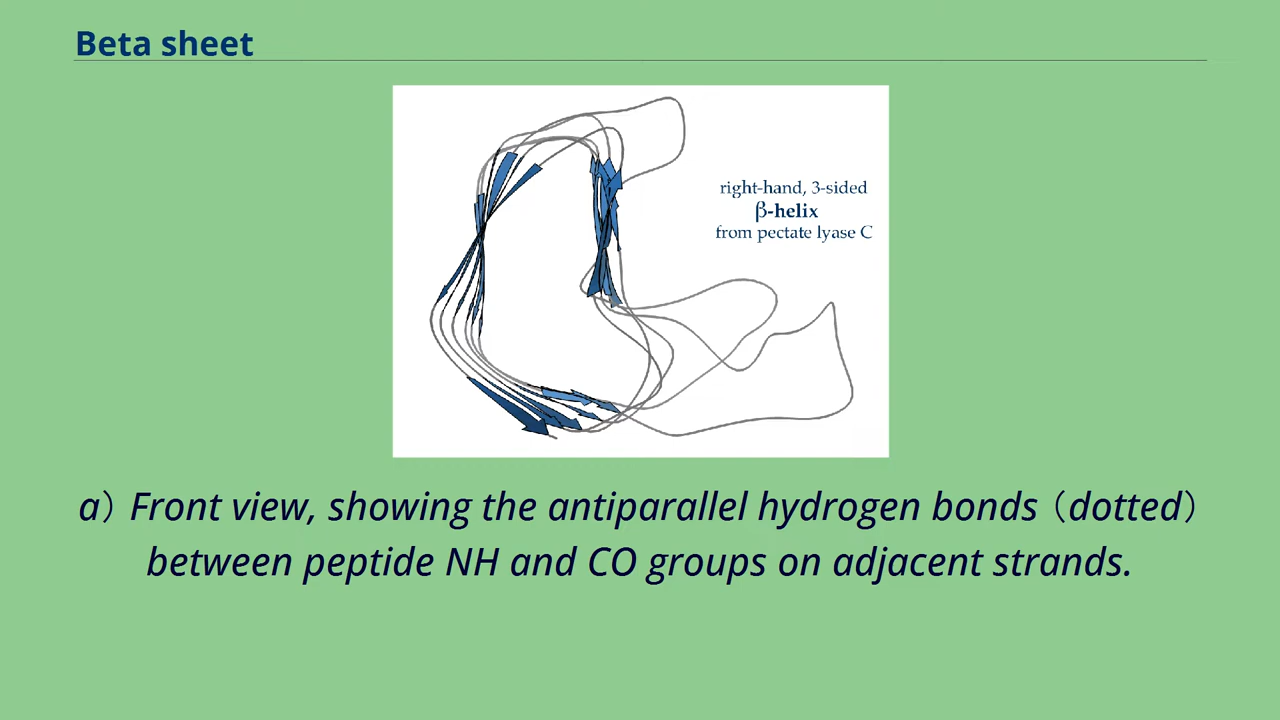 Beta sheet
right-hand, 3-sided
β-helix
from pectate lyase C
a) Front view, showing the antiparallel hydrogen bonds (dotted)
between peptide NH and CO groups on adjacent strands.